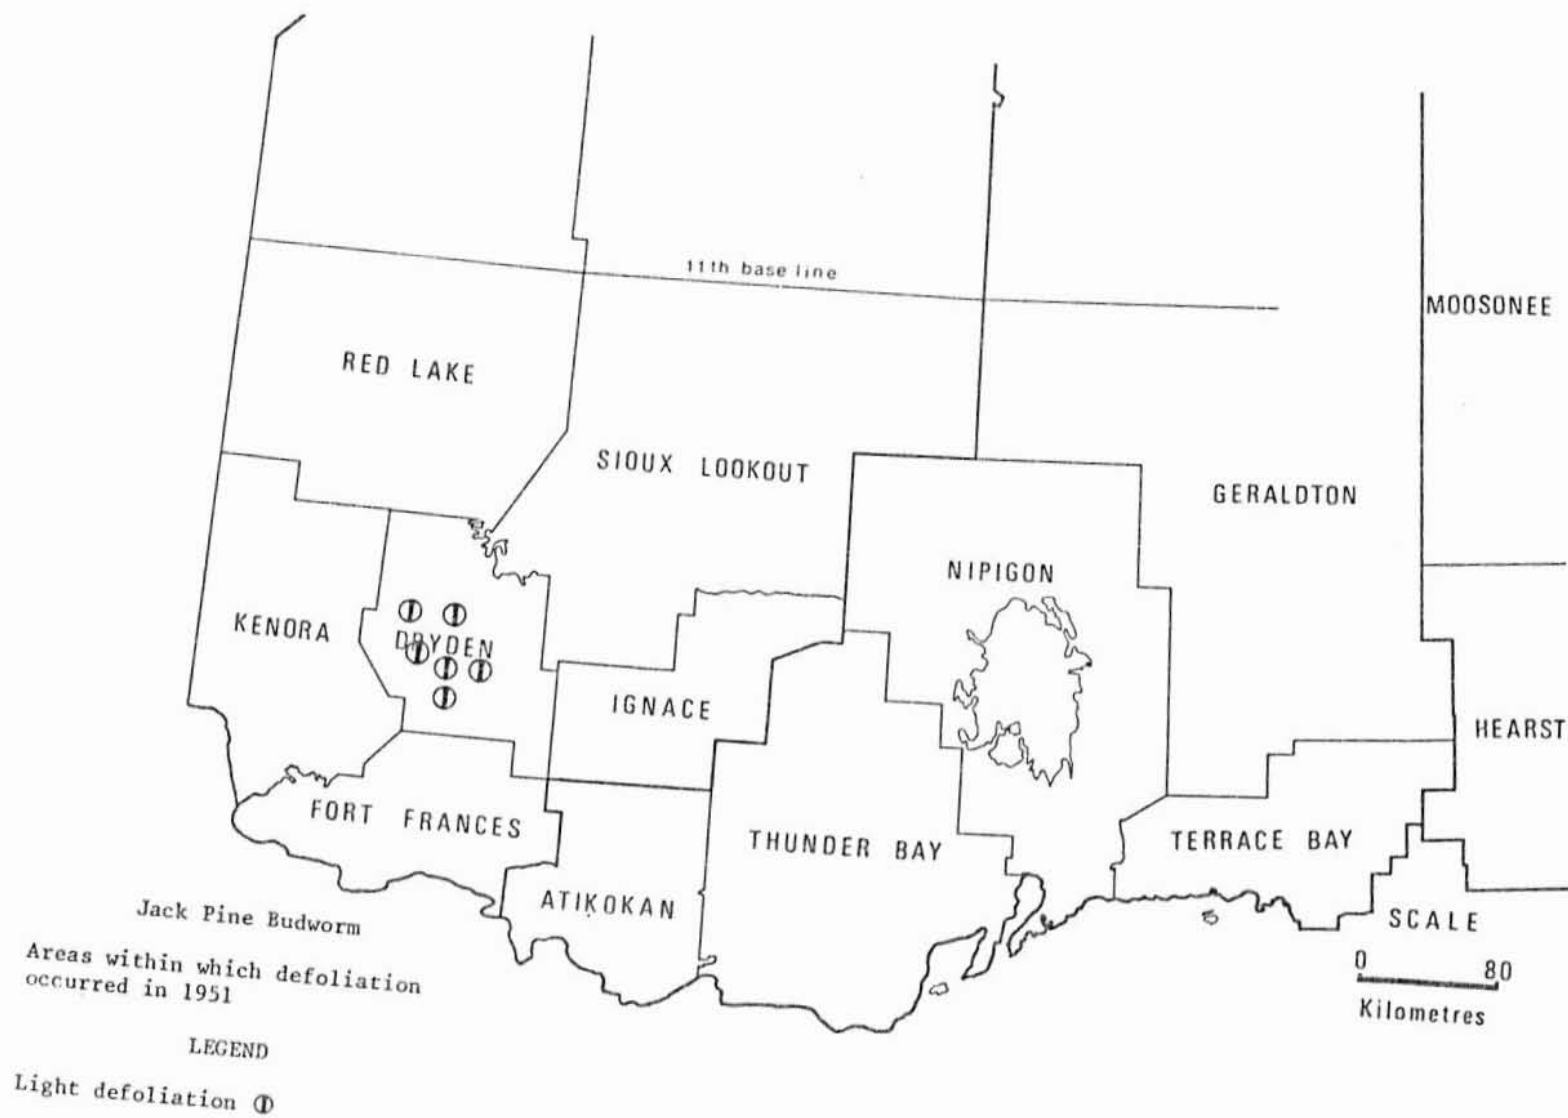 11th base line
MOOSONEE
RED LAKE
SIOUX LOOKOUT
GERALDTON
NIPIGON
KENORA
DRYDEN
IGNACE
HEARST
FORT FRANCES
THUNDER BAY
TERRACE BAY
ATIKOKAN
Jack Pine Budworm
Areas within which defoliation
occurred in 1951
LEGEND
Light defoliation
SCALE
0 80
Kilometres